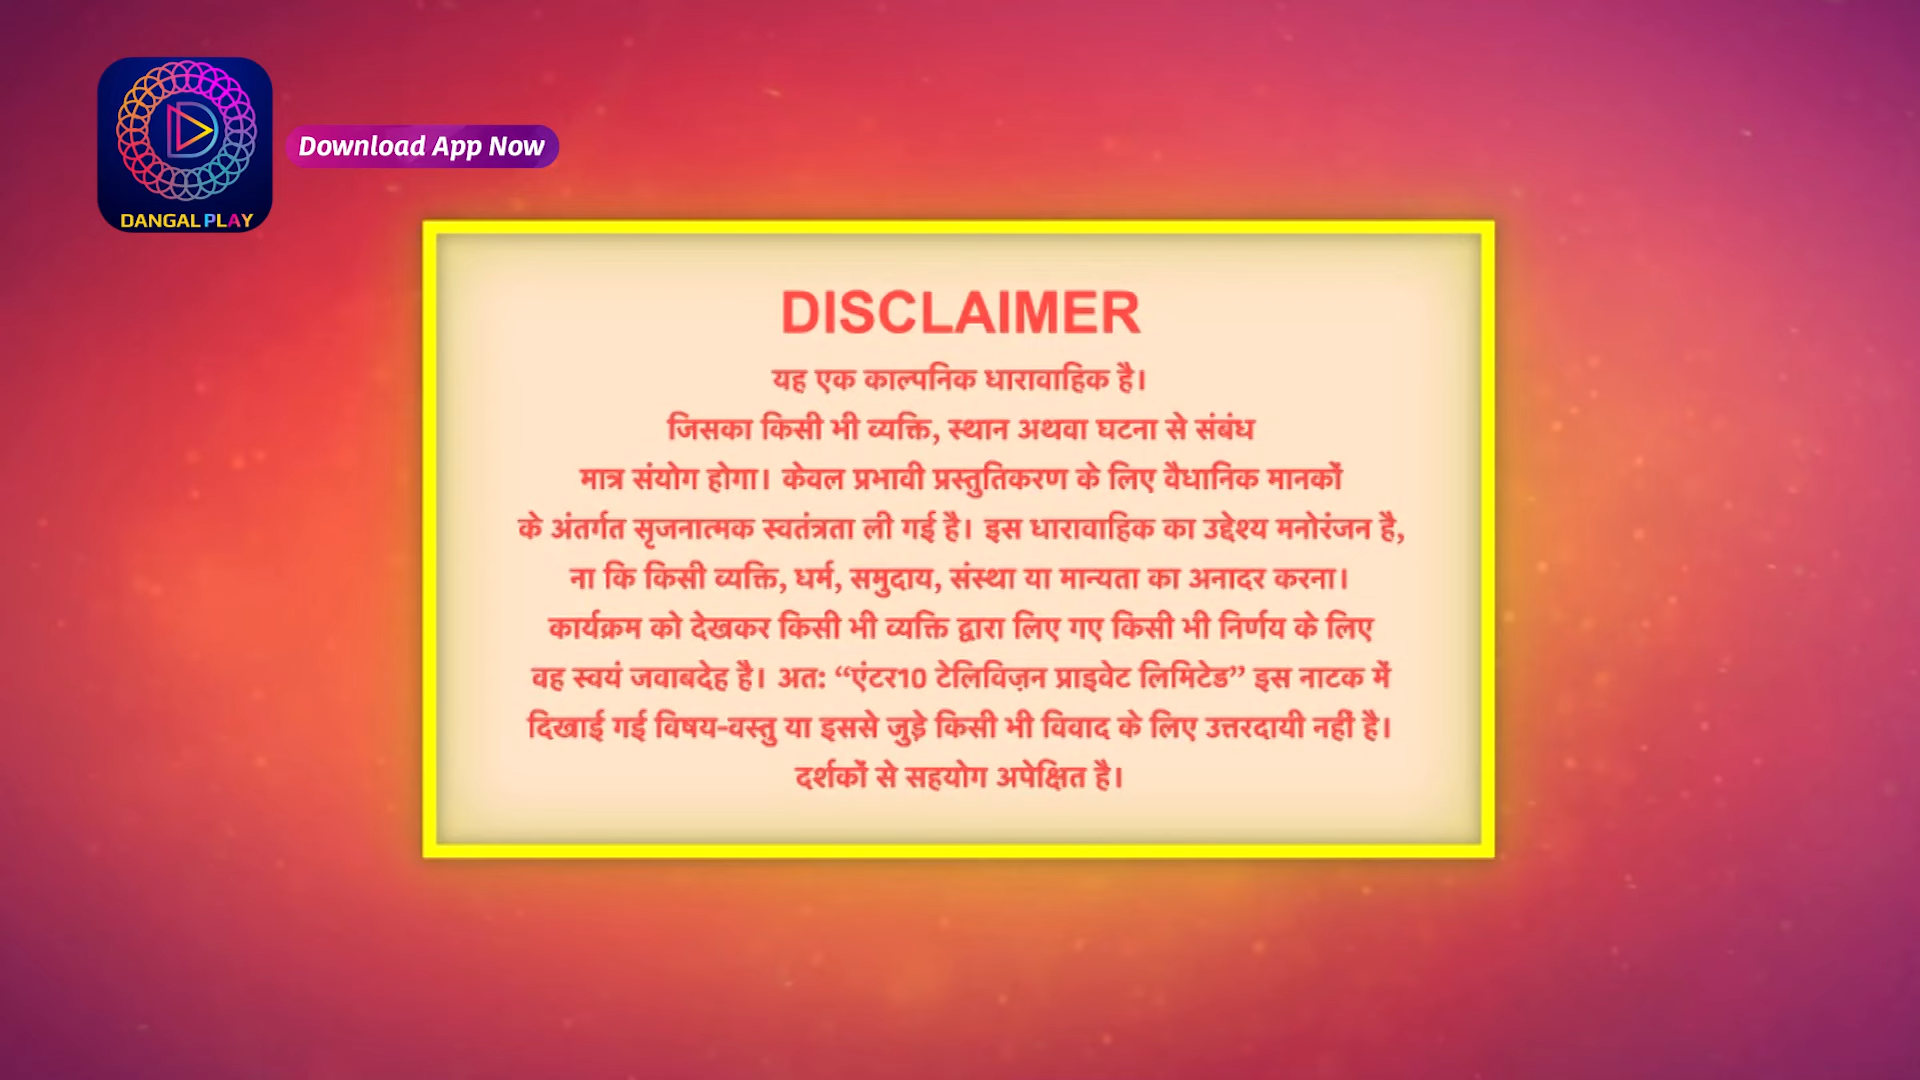 DANGAL PLAY
Download App Now
DISCLAIMER
यह एक काल्पनिक धारावाहिक है।
जिसका किसी भी व्यक्ति, स्थान अथवा घटना से संबंध
मात्र संयोग होगा। केवल प्रभावी प्रस्तुतिकरण के लिए वैधानिक मानकों
के अंतर्गत सृजनात्मक स्वतंत्रता ली गई है। इस धारावाहिक का उद्देश्य मनोरंजन है,
ना कि किसी व्यक्ति, धर्म, समुदाय, संस्था या मान्यता का अनादर करना।
कार्यक्रम को देखकर किसी भी व्यक्ति द्वारा लिए गए किसी भी निर्णय के लिए
वह स्वयं जवाबदेह है। अत: “एंटर10 टेलिविज़न प्राइवेट लिमिटेड” इस नाटक में
दिखाई गई विषय-वस्तु या इससे जुड़े किसी भी विवाद के लिए उत्तरदायी नहीं है।
दर्शकों से सहयोग अपेक्षित है।